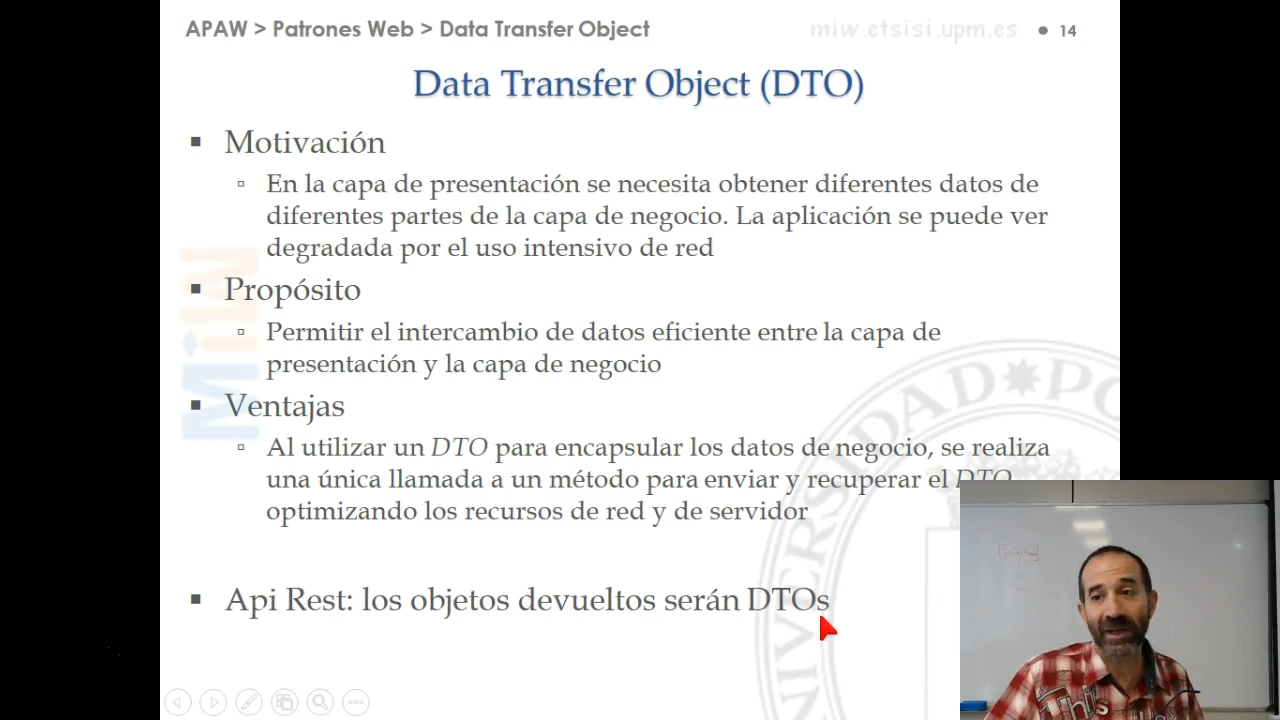 APAW > Patrones Web > Data Transfer Object
miw.etsisi.upm.es ● 14
Data Transfer Object (DTO)
▪ Motivación
▫ En la capa de presentación se necesita obtener diferentes datos de
diferentes partes de la capa de negocio. La aplicación se puede ver
degradada por el uso intensivo de red
▪ Propósito
▫ Permitir el intercambio de datos eficiente entre la capa de
presentación y la capa de negocio
▪ Ventajas
▫ Al utilizar un DTO para encapsular los datos de negocio, se realiza
una única llamada a un método para enviar y recuperar el DTO
optimizando los recursos de red y de servidor
▪ Api Rest: los objetos devueltos serán DTOs
MiW
UNIVERSIDAD PO
This